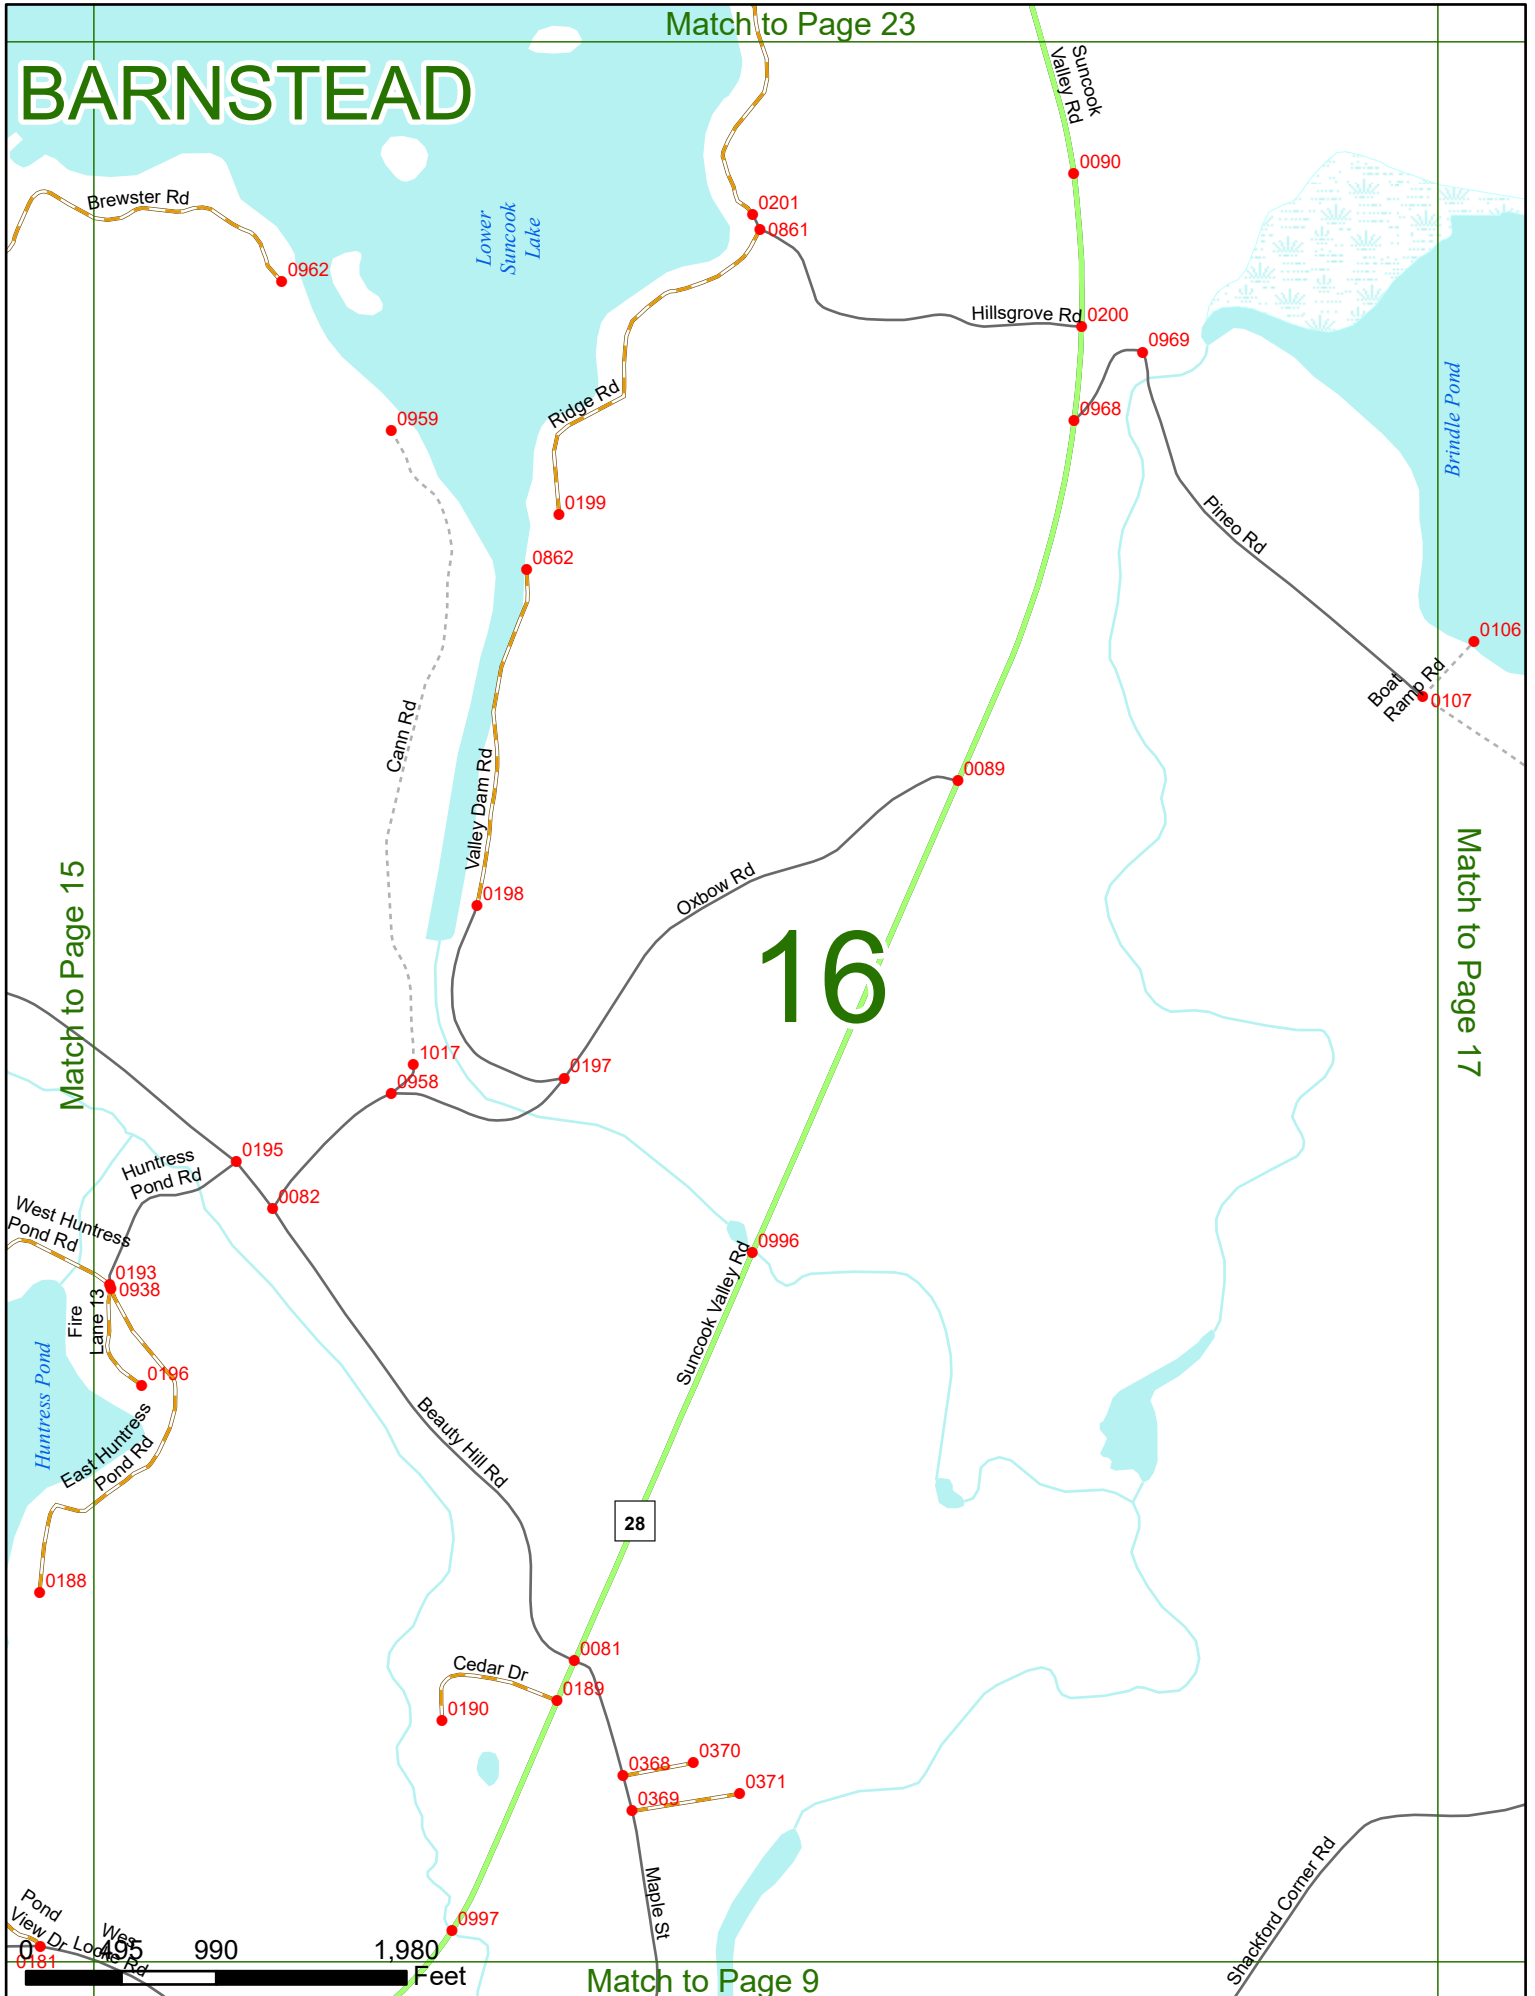 Match to Page 23
BARNSTEAD
Suncook
Valley Rd
0090
Brewster Rd
0201
0861
Lower
Suncook
Lake
0962
Hillsgrove Rd
0200
0969
Brindle Pond
Ridge Rd
0959
0968
0199
Pineo Rd
0862
0106
Boat
Ramp Rd
0107
Cann Rd
Valley Dam Rd
0089
Match to Page 15
Match to Page 17
Oxbow Rd
0198
16
1017
0958
0197
0195
Huntress
Pond Rd
0082
West Huntress
Pond Rd
0996
0193
0938
Fire
Lane 13
Suncook Valley Rd
Huntress Pond
0196
East Huntress
Pond Rd
Beauty Hill Rd
28
0188
0081
Cedar Dr
0189
0190
0370
0368
0371
0369
Maple St
Shackford Corner Rd
Pond
View Dr
Wes
Locke Rd
0997
0181
0 495 990 1,980
Feet
Match to Page 9